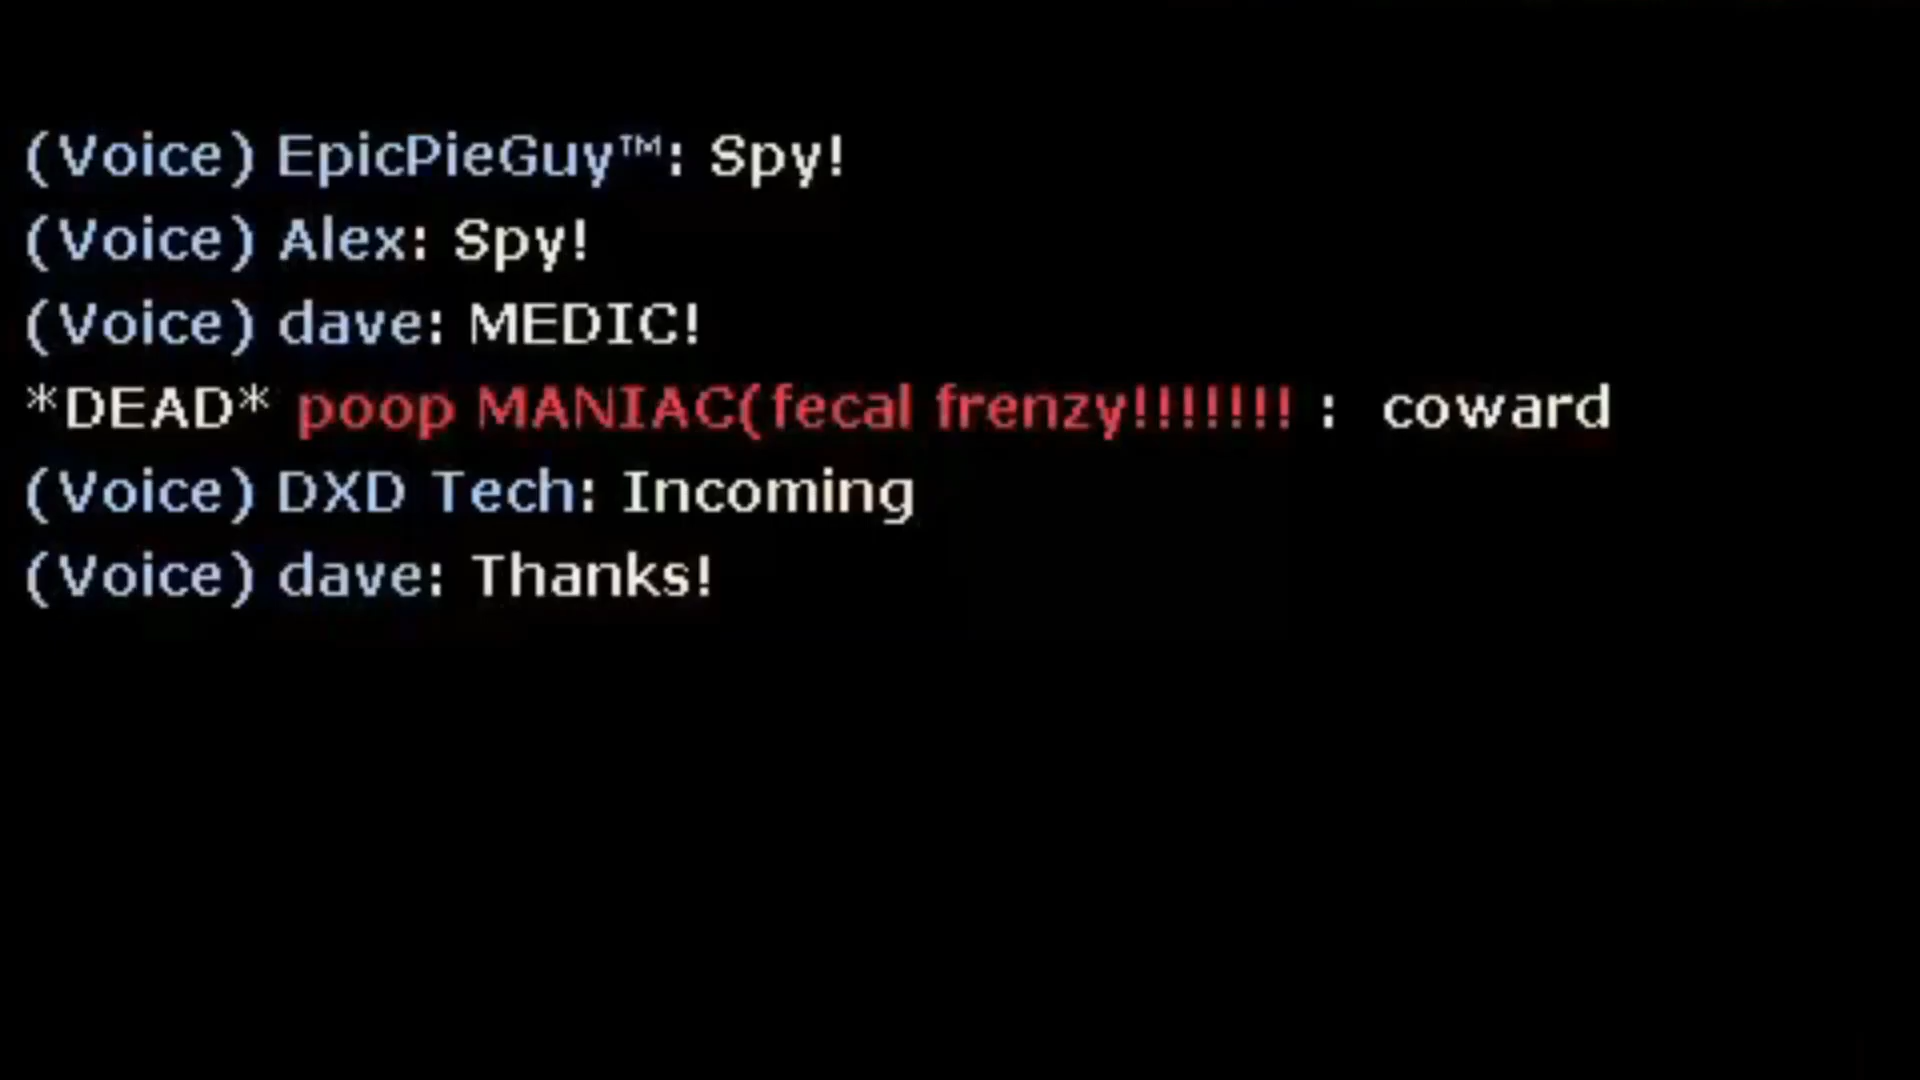 (Voice) EpicPieGuy™: Spy!
(Voice) Alex: Spy!
(Voice) dave: MEDIC!
*DEAD* poop MANIAC(fecal frenzy!!!!!!! :  coward
(Voice) DXD Tech: Incoming
(Voice) dave: Thanks!